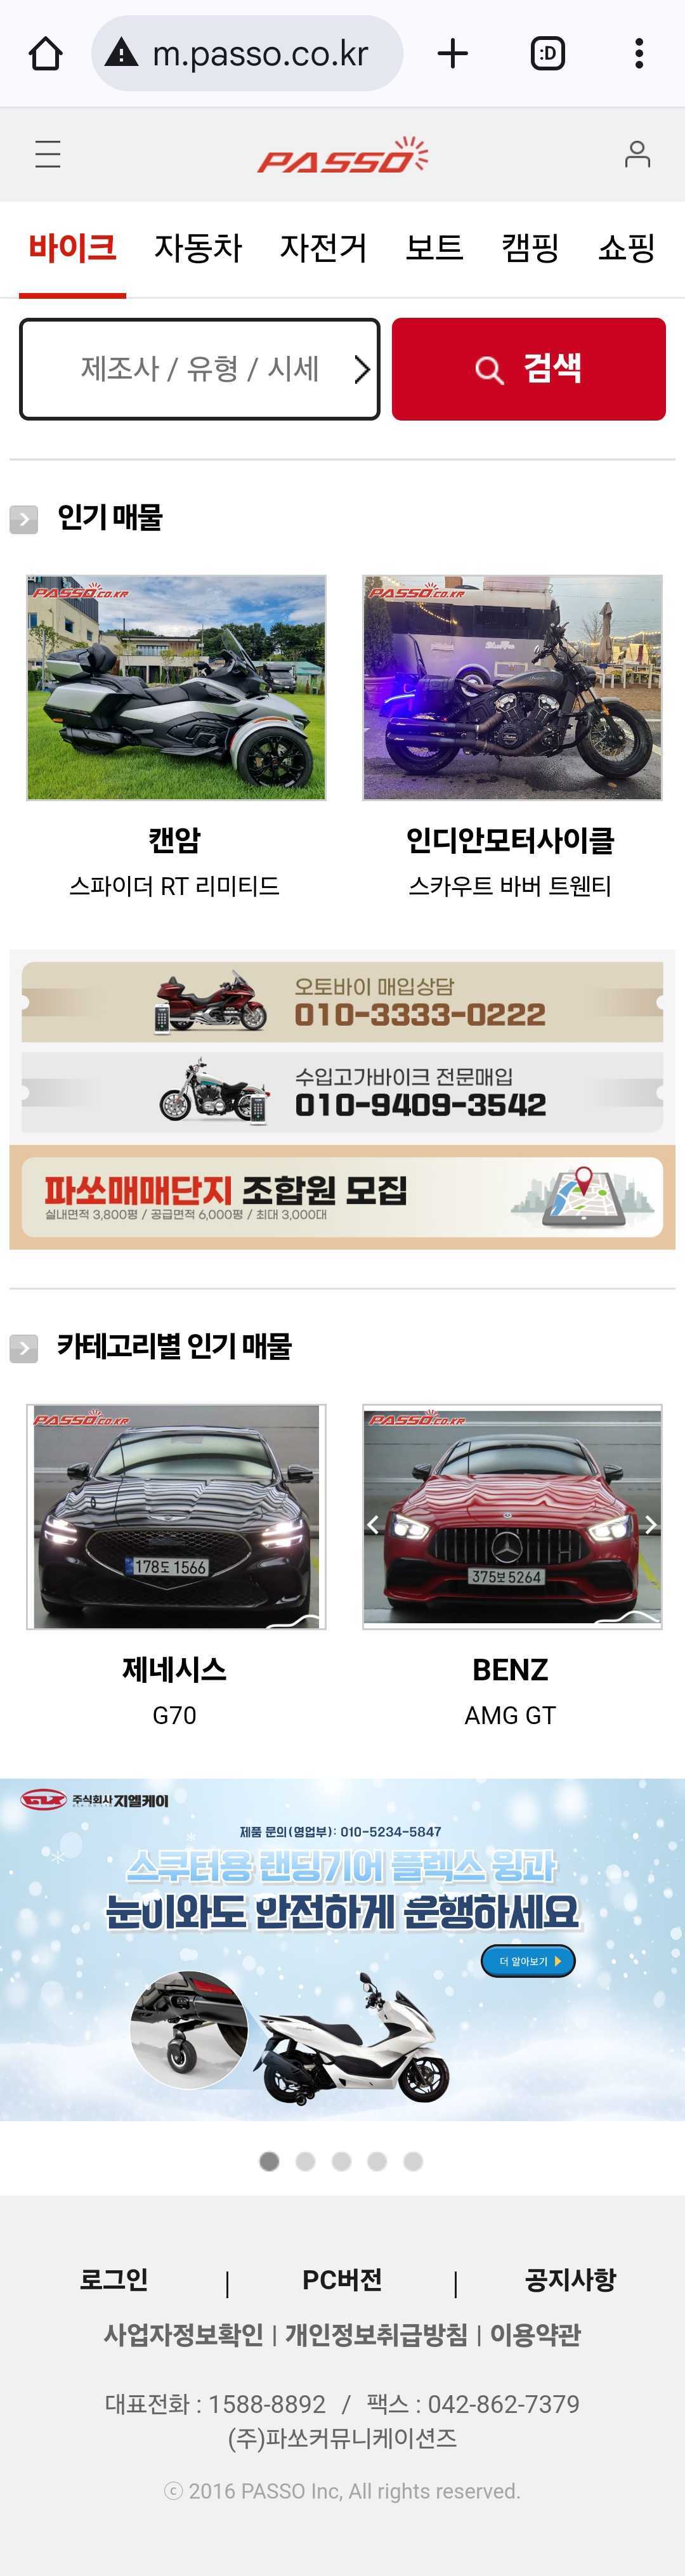 :D
m.passo.co.kr
PASSO
바이크 자동차 자전거 보트 캠핑 쇼핑
제조사 / 유형 / 시세
검색
인기 매물
PASSO.CO.KR
PASSO.CO.KR
캔암
스파이더 RT 리미티드
인디안모터사이클
스카우트 바버 트웬티
오토바이 매입상담
010-3333-0222
수입고가바이크 전문매입
010-9409-3542
파쏘매매단지 조합원 모집
실내면적 3,800평 / 공급면적 6,000평 / 최대 3,000대
카테고리별 인기 매물
PASSO.CO.KR
178도 1566
PASSO.CO.KR
375보 5264
제네시스
G70
BENZ
AMG GT
GLK 주식회사 지엘케이
제품 문의(영업부): 010-5234-5847
스쿠터용 랜딩기어 플렉스 윙과
눈이와도 안전하게 운행하세요
더 알아보기
로그인 | PC버전 | 공지사항
사업자정보확인 | 개인정보취급방침 | 이용약관
대표전화 : 1588-8892 / 팩스 : 042-862-7379
(주)파쏘커뮤니케이션즈
ⓒ 2016 PASSO Inc, All rights reserved.